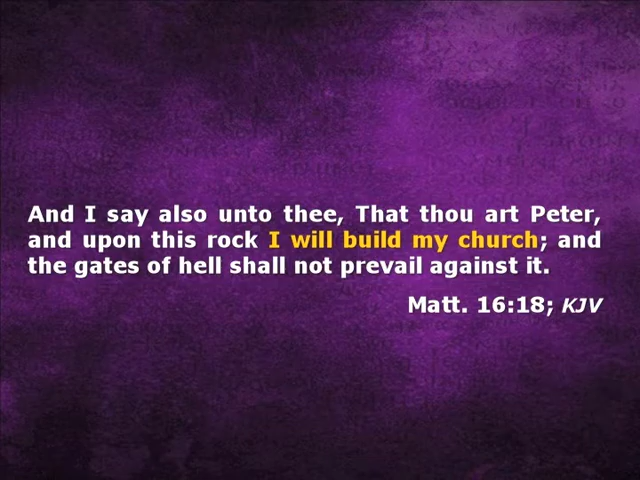 And I say also unto thee, That thou art Peter,
and upon this rock I will build my church; and
the gates of hell shall not prevail against it.
Matt. 16:18; KJV